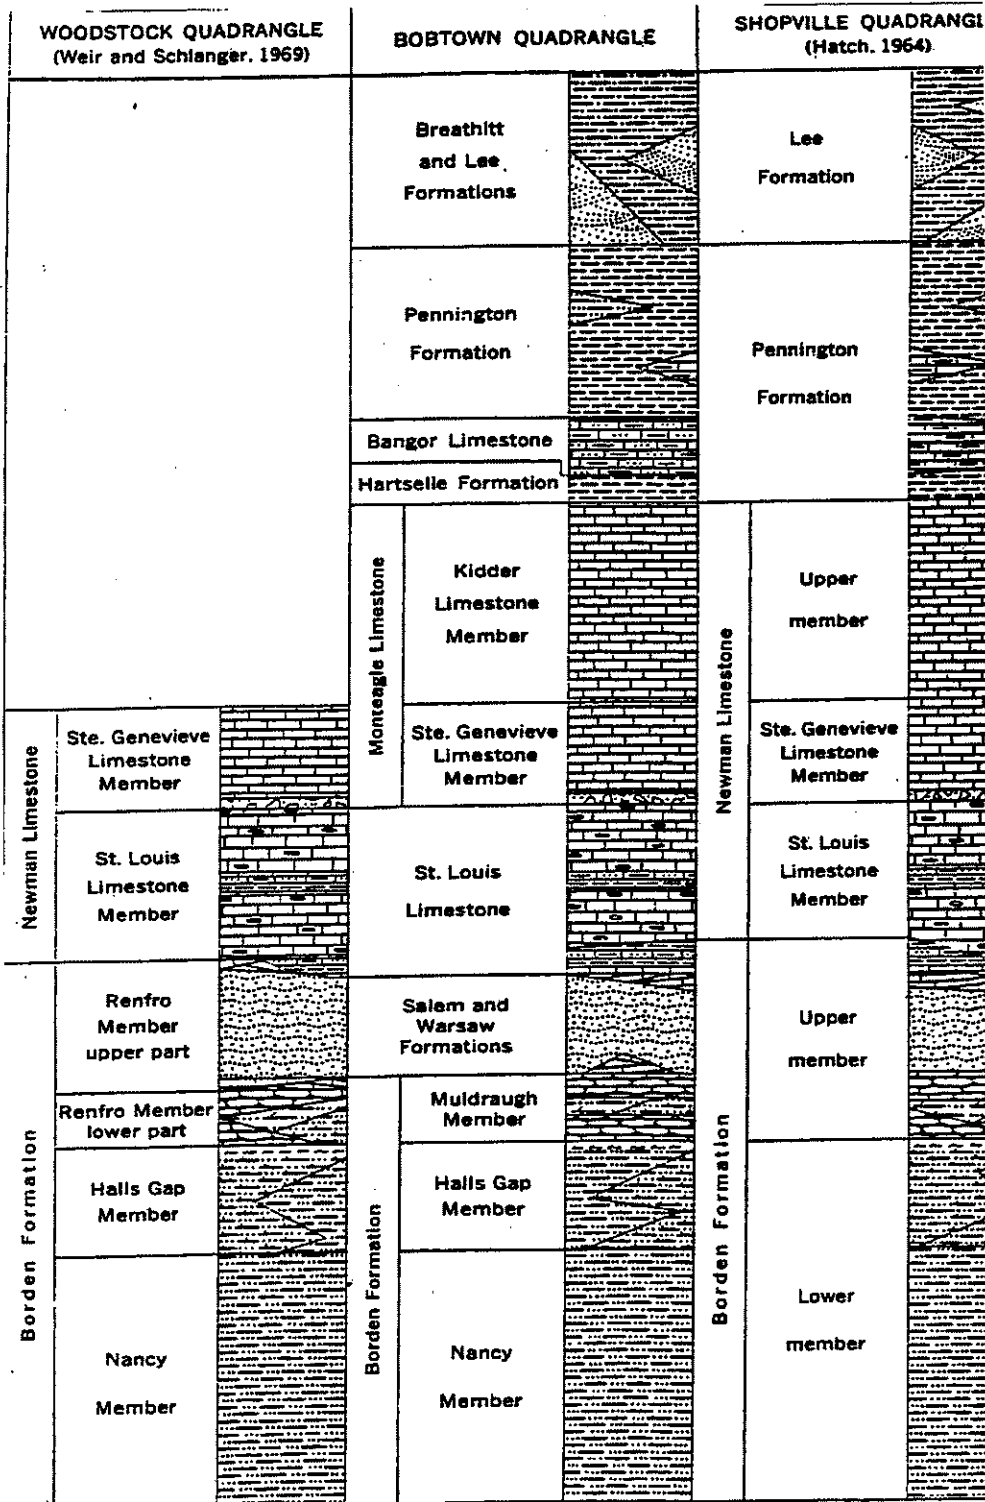 WOODSTOCK QUADRANGLE
(Weir and Schlanger, 1969)
Newman Limestone
Ste. Genevieve
Limestone
Member
St. Louis
Limestone
Member
Borden Formation
Renfro
Member
upper part
Renfro Member
lower part
Halls Gap
Member
Nancy
Member
BOBTOWN QUADRANGLE
Breathitt
and Lee
Formations
Pennington
Formation
Bangor Limestone
Hartselle Formation
Monteagle Limestone
Kidder
Limestone
Member
Ste. Genevieve
Limestone
Member
St. Louis
Limestone
Salem and
Warsaw
Formations
Borden Formation
Muldraugh
Member
Halls Gap
Member
Nancy
Member
SHOPVILLE QUADRANGL
(Hatch, 1964)
Lee
Formation
Pennington
Formation
Newman Limestone
Upper
member
Ste. Genevieve
Limestone
Member
St. Louis
Limestone
Member
Borden Formation
Upper
member
Lower
member